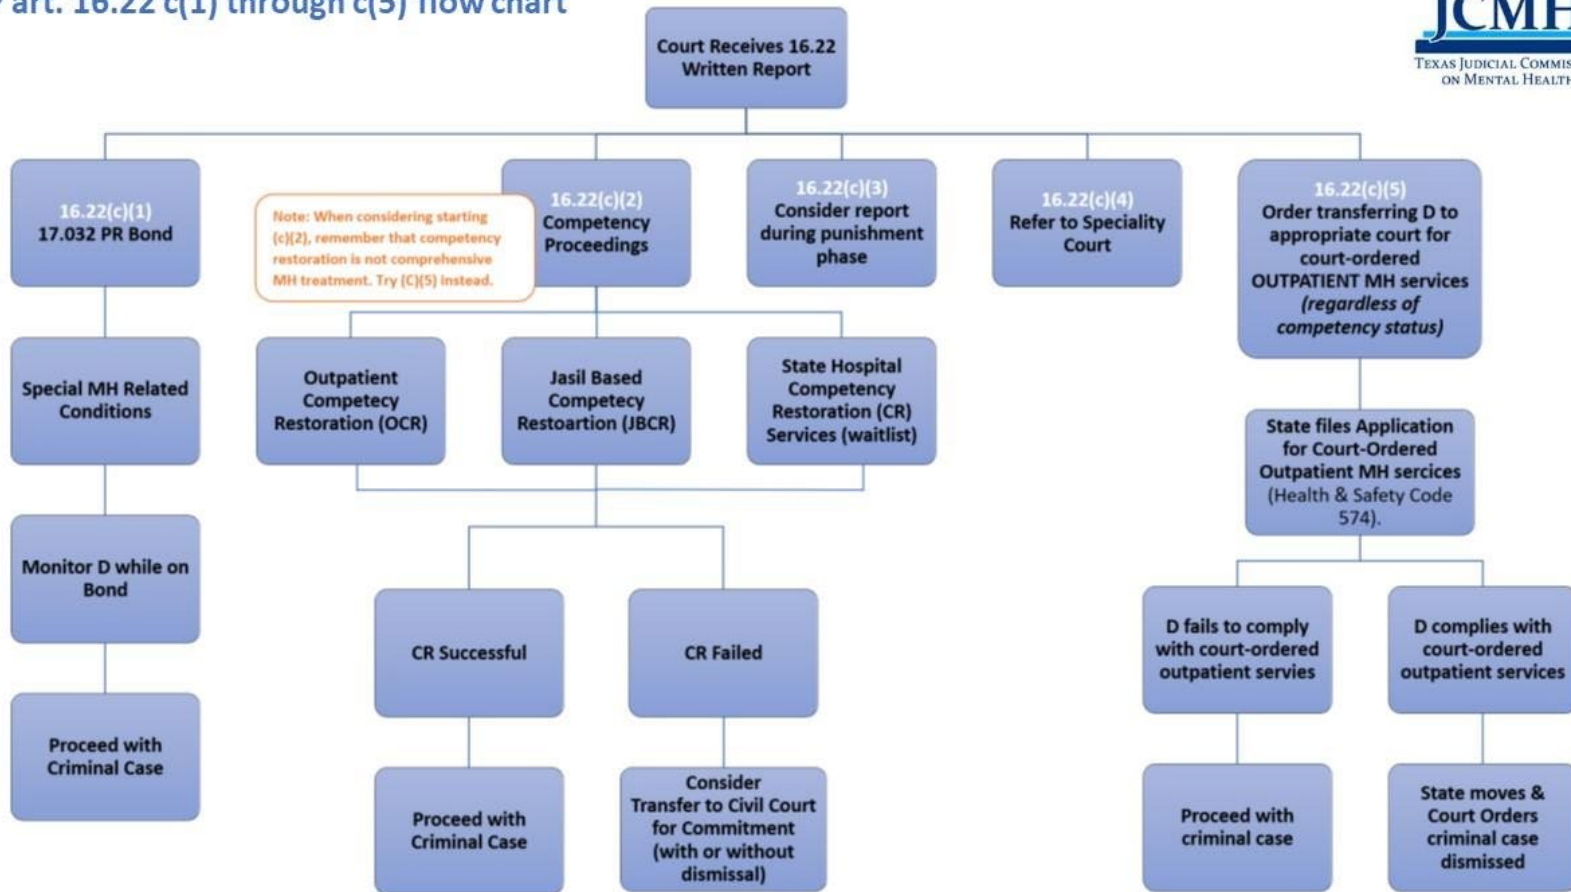 art. 16.22 c(1) through c(5) flow chart
JCMH
TEXAS JUDICIAL COMMIS
ON MENTAL HEALTH
Court Receives 16.22
Written Report
16.22(c)(1)
17.032 PR Bond
Note: When considering starting
(c)(2), remember that competency
restoration is not comprehensive
MH treatment. Try (C)(5) instead.
16.22(c)(2)
Competency
Proceedings
16.22(c)(3)
Consider report
during punishment
phase
16.22(c)(4)
Refer to Speciality
Court
16.22(c)(5)
Order transferring D to
appropriate court for
court-ordered
OUTPATIENT MH services
(regardless of
competency status)
Special MH Related
Conditions
Outpatient
Competecy
Restoration (OCR)
Jasil Based
Competecy
Restoartion (JBCR)
State Hospital
Competency
Restoration (CR)
Services (waitlist)
State files Application
for Court-Ordered
Outpatient MH sercices
(Health & Safety Code
574).
Monitor D while on
Bond
CR Successful
CR Failed
D fails to comply
with court-ordered
outpatient servies
D complies with
court-ordered
outpatient services
Proceed with
Criminal Case
Proceed with
Criminal Case
Consider
Transfer to Civil Court
for Commitment
(with or without
dismissal)
Proceed with
criminal case
State moves &
Court Orders
criminal case
dismissed